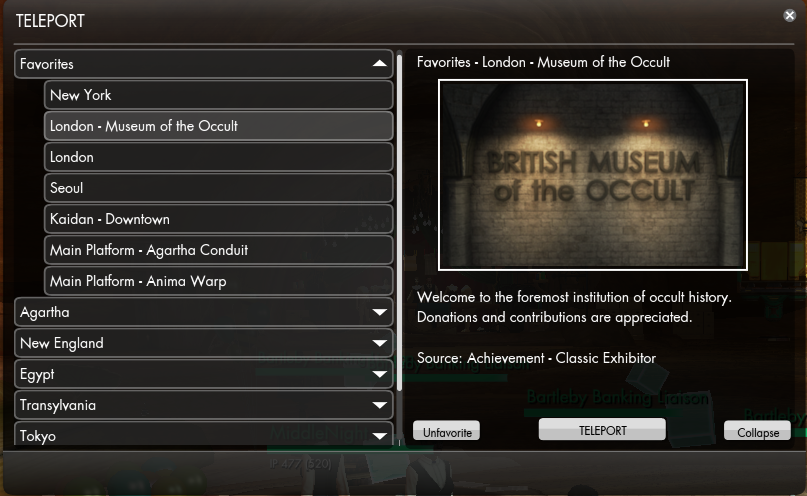 TELEPORT
Favorites
New York
London - Museum of the Occult
London
Seoul
Kaidan - Downtown
Main Platform - Agartha Conduit
Main Platform - Anima Warp
Agartha
New England
Egypt
Transylvania
Tokyo
Favorites - London - Museum of the Occult
BRITISH MUSEUM
of the OCCULT
Welcome to the foremost institution of occult history.
Donations and contributions are appreciated.
Source: Achievement - Classic Exhibitor
Bartleby Banking Liaison
Bartleby
Unfavorite
TELEPORT
Collapse